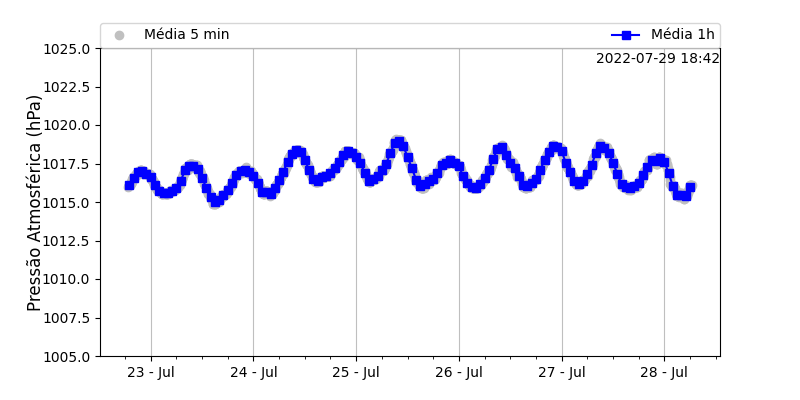 Média 5 min
Média 1h
2022-07-29 18:42
Pressão Atmosférica (hPa)
1025.0
1022.5
1020.0
1017.5
1015.0
1012.5
1010.0
1007.5
1005.0
23 - Jul
24 - Jul
25 - Jul
26 - Jul
27 - Jul
28 - Jul